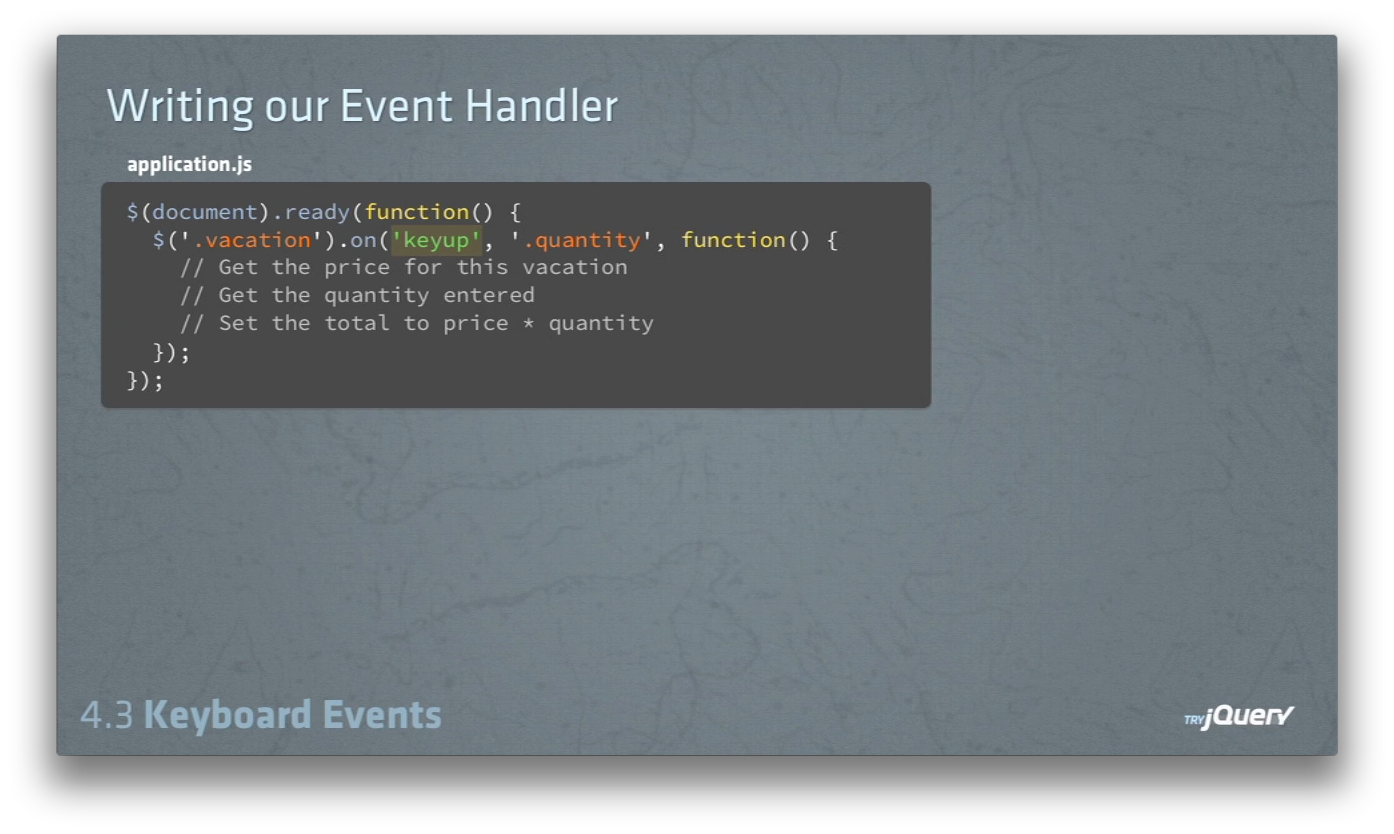 Writing our Event Handler
application.js
$(document).ready(function() {
  $('.vacation').on('keyup', '.quantity', function() {
    // Get the price for this vacation
    // Get the quantity entered
    // Set the total to price * quantity
  });
});
4.3 Keyboard Events
TRY jQuery